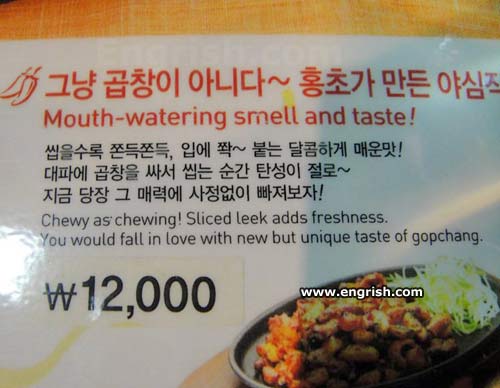 그냥 곱창이 아니다~ 홍초가 만든 야심작
Mouth-watering smell and taste!
씹을수록 쫀득쫀득, 입에 쫙~ 붙는 달콤하게 매운맛!
대파에 곱창을 싸서 씹는 순간 탄성이 절로~
지금 당장 그 매력에 사정없이 빠져보자!
Chewy as chewing! Sliced leek adds freshness.
You would fall in love with new but unique taste of gopchang.
₩12,000
www.engrish.com
Engrish.com